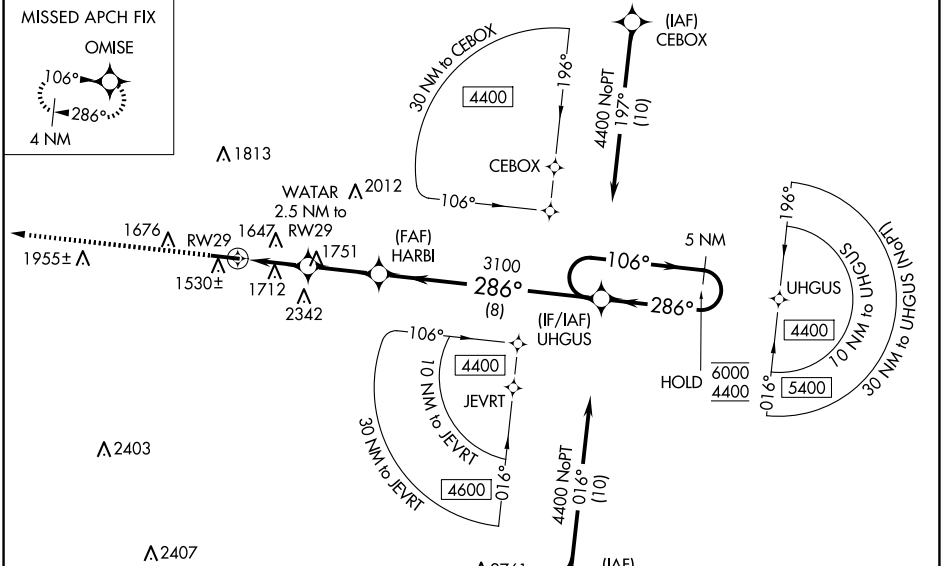 MISSED APCH FIX
OMISE
106°
286°
4 NM
(IAF)
CEBOX
4400 NoPT
197°
(10)
30 NM to CEBOX
4400
196°
CEBOX
106°
1813
2012
WATAR
2.5 NM to
RW29
1676
RW29
1647
1751
1955±
1530±
1712
2342
(FAF)
HARBI
3100
286°
(8)
(IF/IAF)
UHGUS
5 NM
106°
286°
HOLD
6000
4400
196°
UHGUS
4400
5400
016°
10 NM to UHGUS
30 NM to UHGUS (NoPT)
106°
4400
JEVRT
10 NM to JEVRT
30 NM to JEVRT
4600
016°
4400 NoPT
016°
(10)
2403
2407
(IAF)